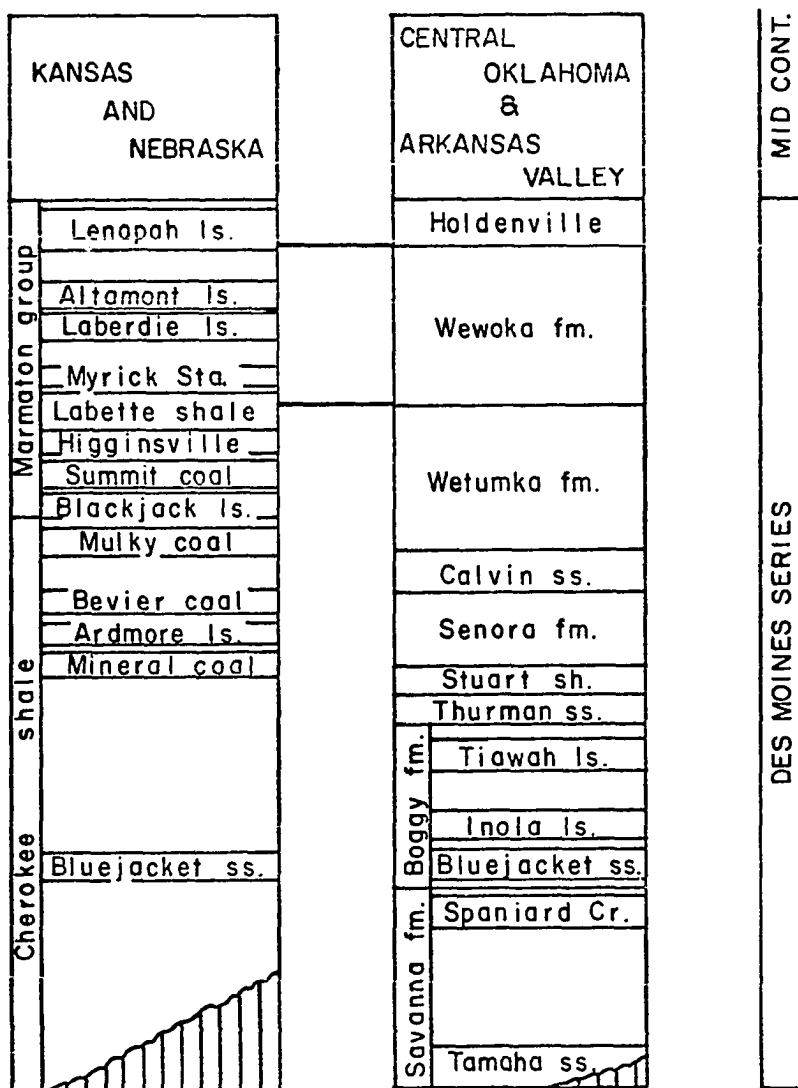 KANSAS
AND
NEBRASKA
Marmaton group
Lenapah ls.
Altamont ls.
Laberdie ls.
Myrick Sta.
Labette shale
Higginsville
Summit coal
Blackjack ls.
Cherokee shale
Mulky coal
Bevier coal
Ardmore ls.
Mineral coal
Bluejacket ss.
CENTRAL
OKLAHOMA
&
ARKANSAS
VALLEY
Holdenville
Wewoka fm.
Wetumka fm.
Calvin ss.
Senora fm.
Stuart sh.
Thurman ss.
Boggy fm.
Tiawah ls.
Inola ls.
Bluejacket ss.
Savanna fm.
Spaniard Cr.
Tamaha ss.
MID CONT.
DES MOINES SERIES